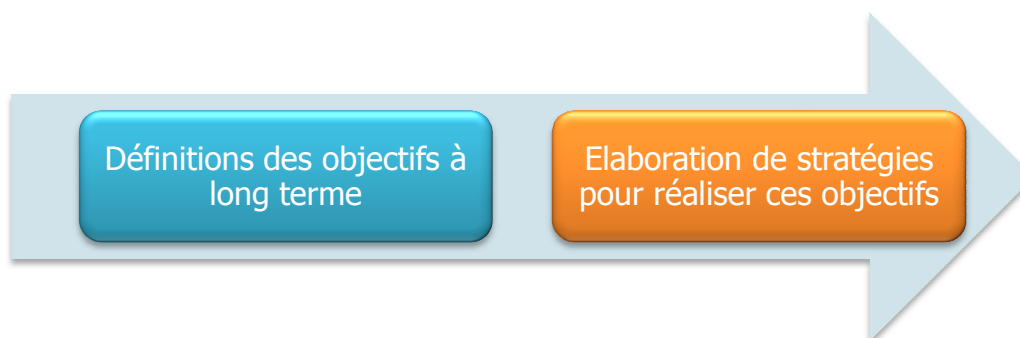 Définitions des objectifs à
long terme
Elaboration de stratégies
pour réaliser ces objectifs